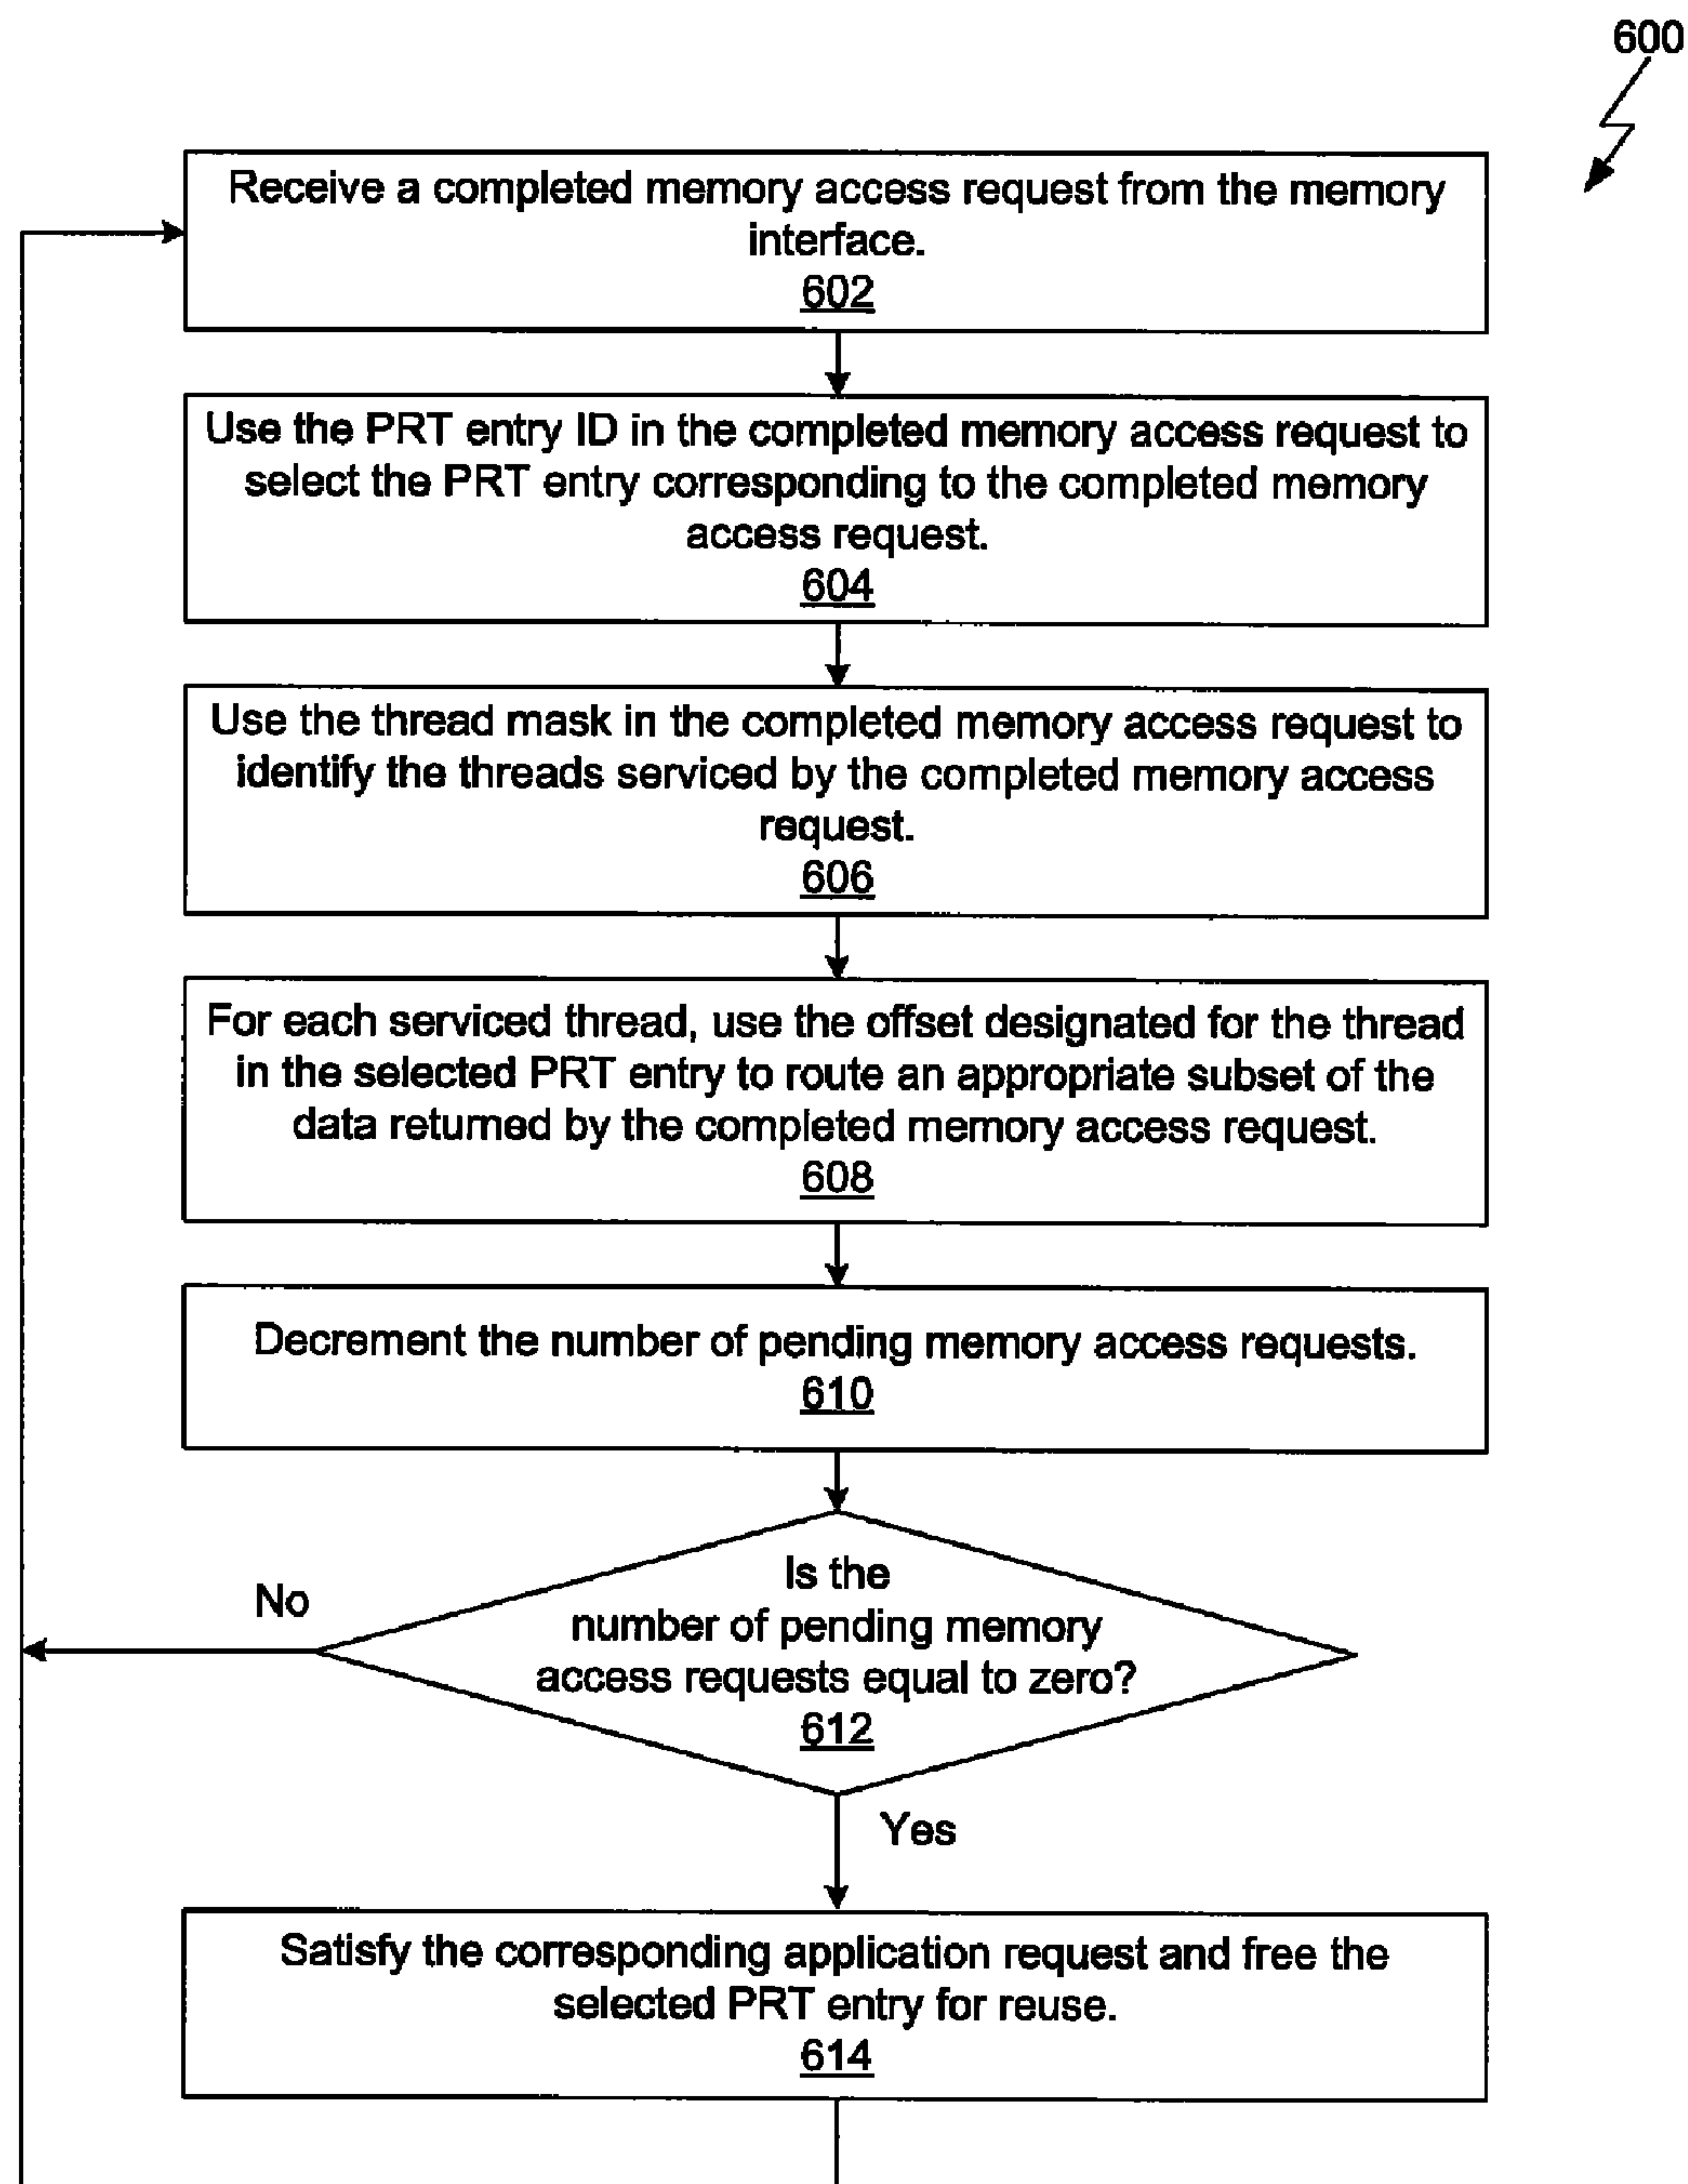 600
Receive a completed memory access request from the memory
interface.
602
Use the PRT entry ID in the completed memory access request to
select the PRT entry corresponding to the completed memory
access request.
604
Use the thread mask in the completed memory access request to
identify the threads serviced by the completed memory access
request.
606
For each serviced thread, use the offset designated for the thread
in the selected PRT entry to route an appropriate subset of the
data returned by the completed memory access request.
608
Decrement the number of pending memory access requests.
610
Is the
number of pending memory
access requests equal to zero?
612
No
Yes
Satisfy the corresponding application request and free the
selected PRT entry for reuse.
614